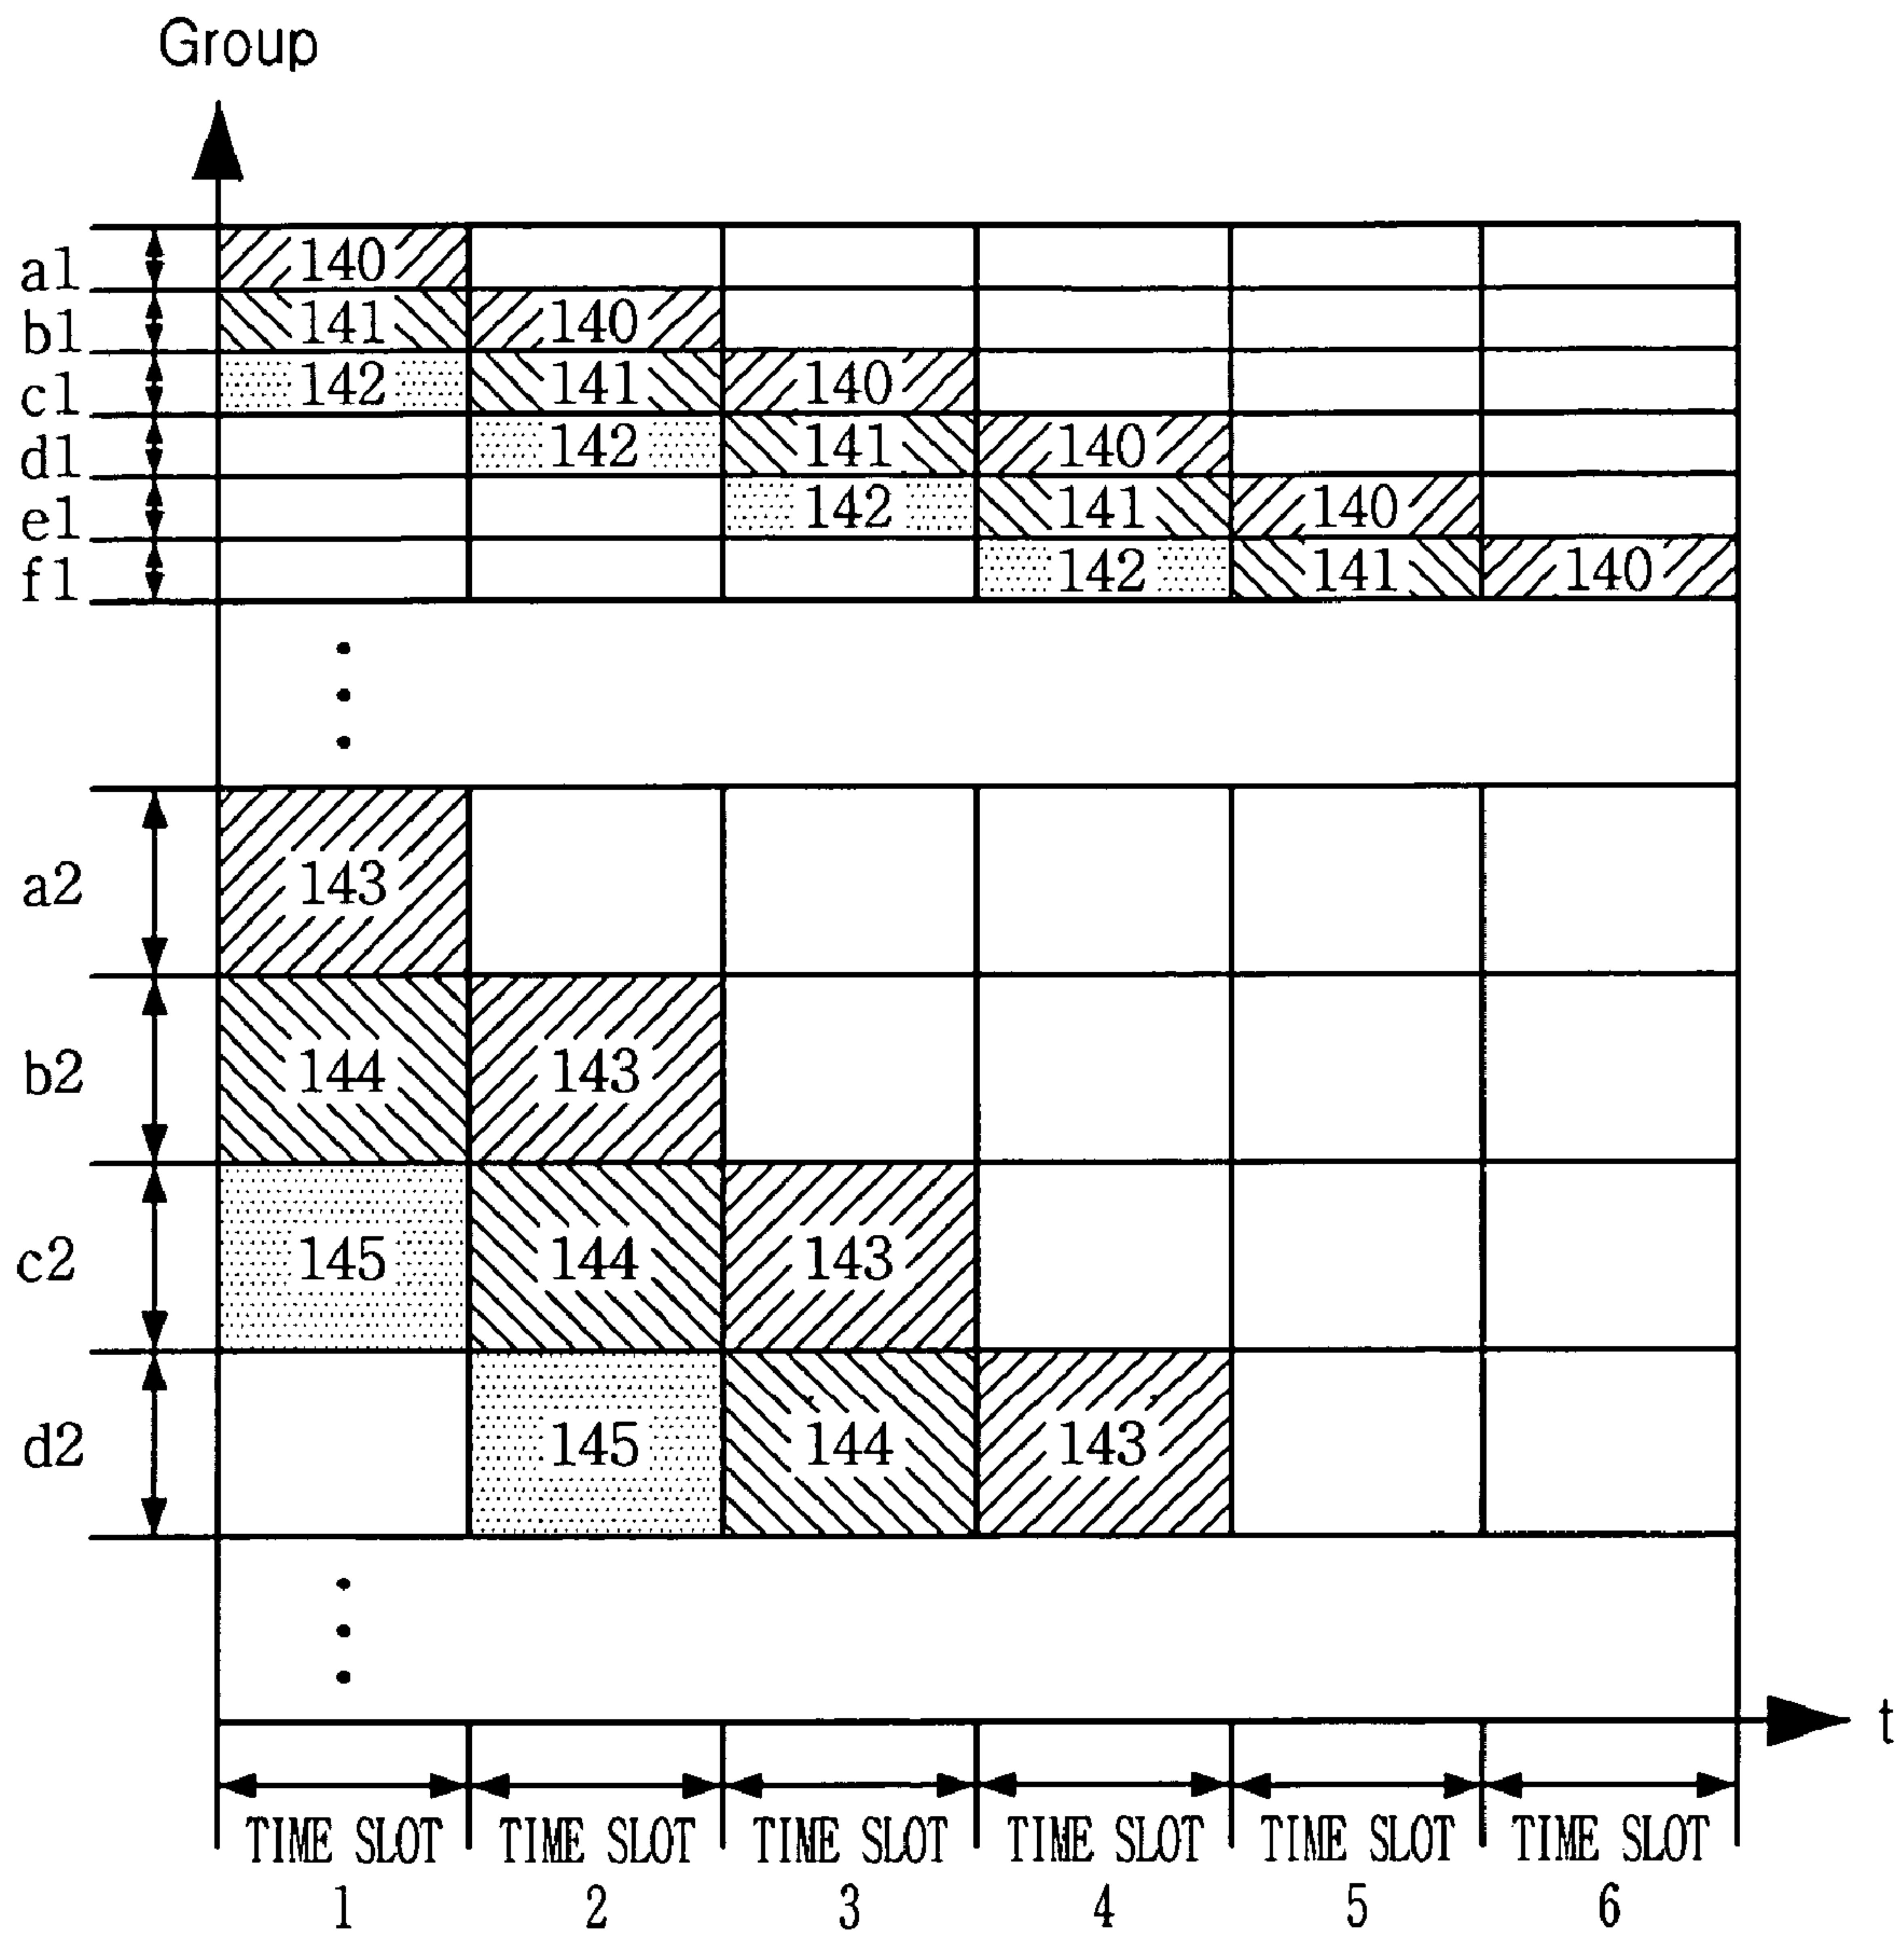 Group
a1 140
b1 141 140
c1 142 141 140
d1 142 141 140
e1 142 141 140
f1 142 141 140
a2 143
b2 144 143
c2 145 144 143
d2 145 144 143
t
TIME SLOT TIME SLOT TIME SLOT TIME SLOT TIME SLOT TIME SLOT
1 2 3 4 5 6